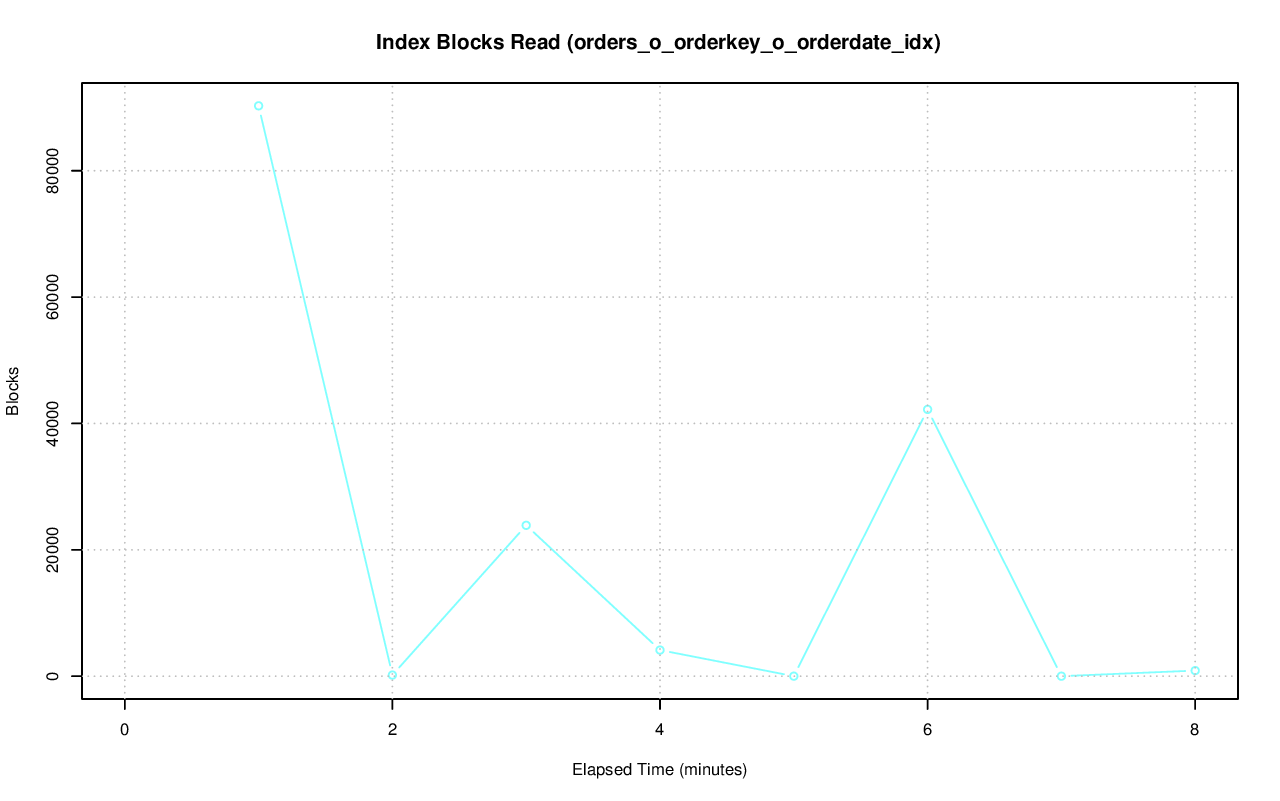 Index Blocks Read (orders_o_orderkey_o_orderdate_idx)
Blocks
80000
60000
40000
20000
0
0 2 4 6 8
Elapsed Time (minutes)